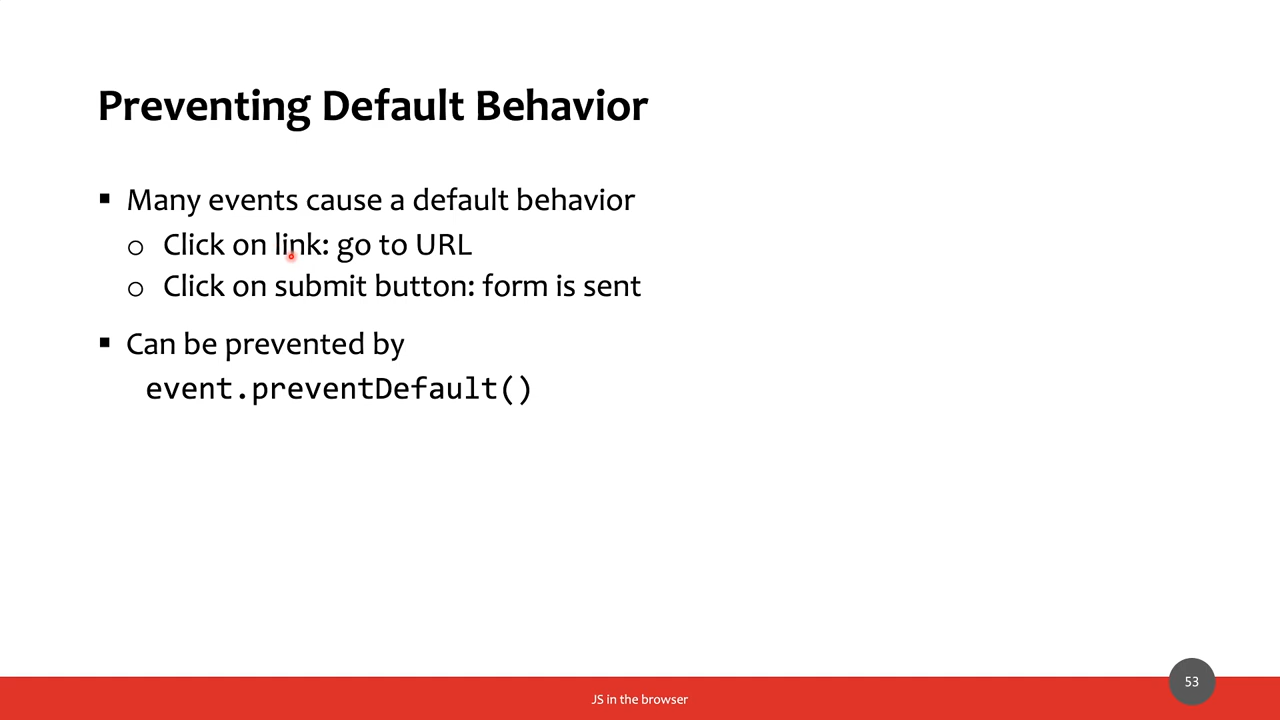 Preventing Default Behavior
▪ Many events cause a default behavior
o Click on link: go to URL
o Click on submit button: form is sent
▪ Can be prevented by
event.preventDefault()
53
JS in the browser